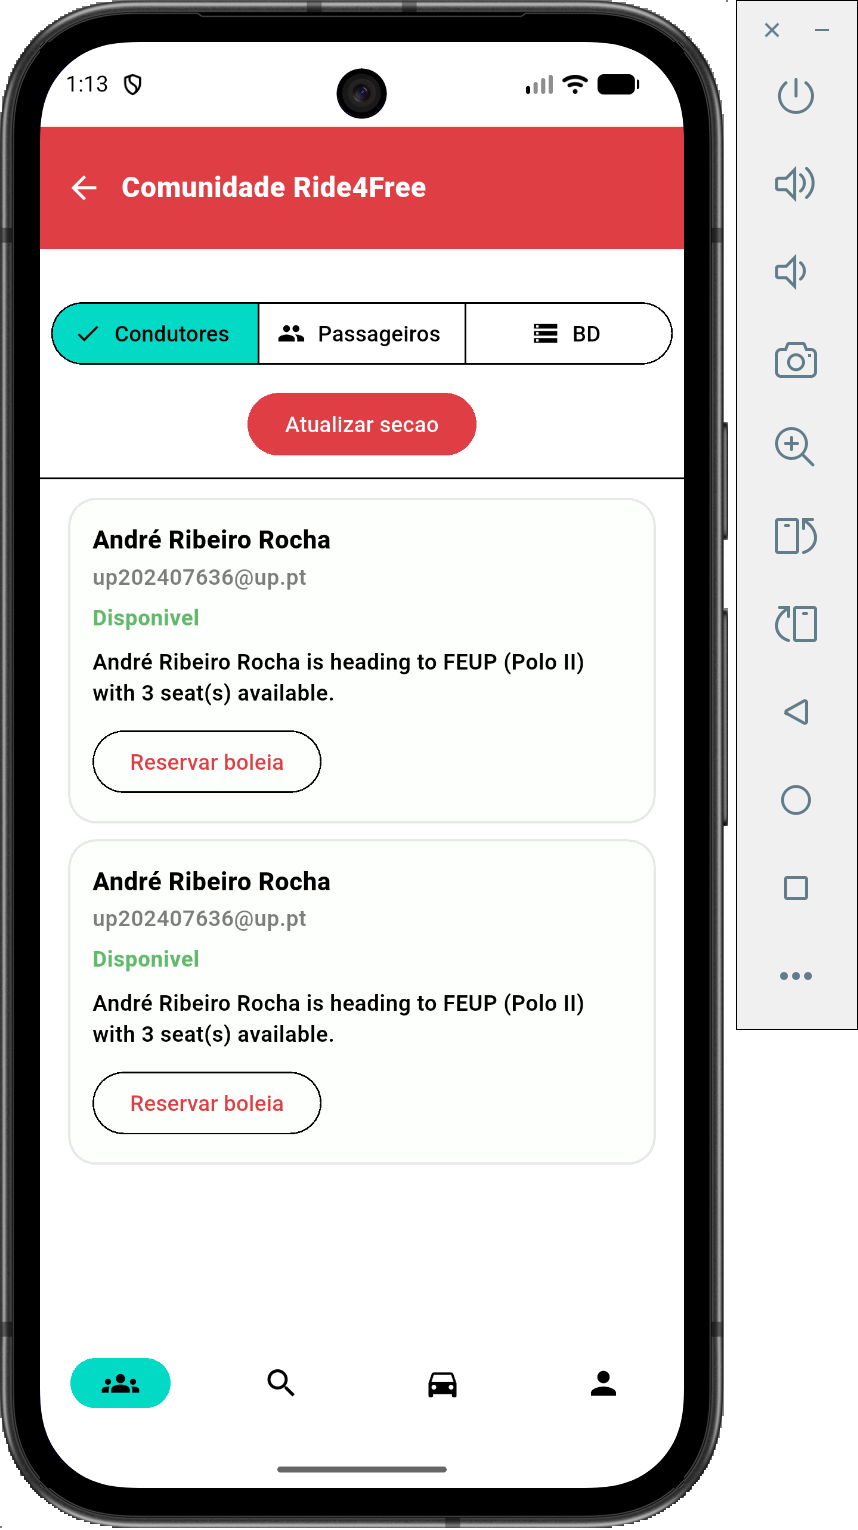 1:13
Comunidade Ride4Free
Condutores
Passageiros
BD
Atualizar secao
André Ribeiro Rocha
up202407636@up.pt
Disponivel
André Ribeiro Rocha is heading to FEUP (Polo II)
with 3 seat(s) available.
Reservar boleia
André Ribeiro Rocha
up202407636@up.pt
Disponivel
André Ribeiro Rocha is heading to FEUP (Polo II)
with 3 seat(s) available.
Reservar boleia